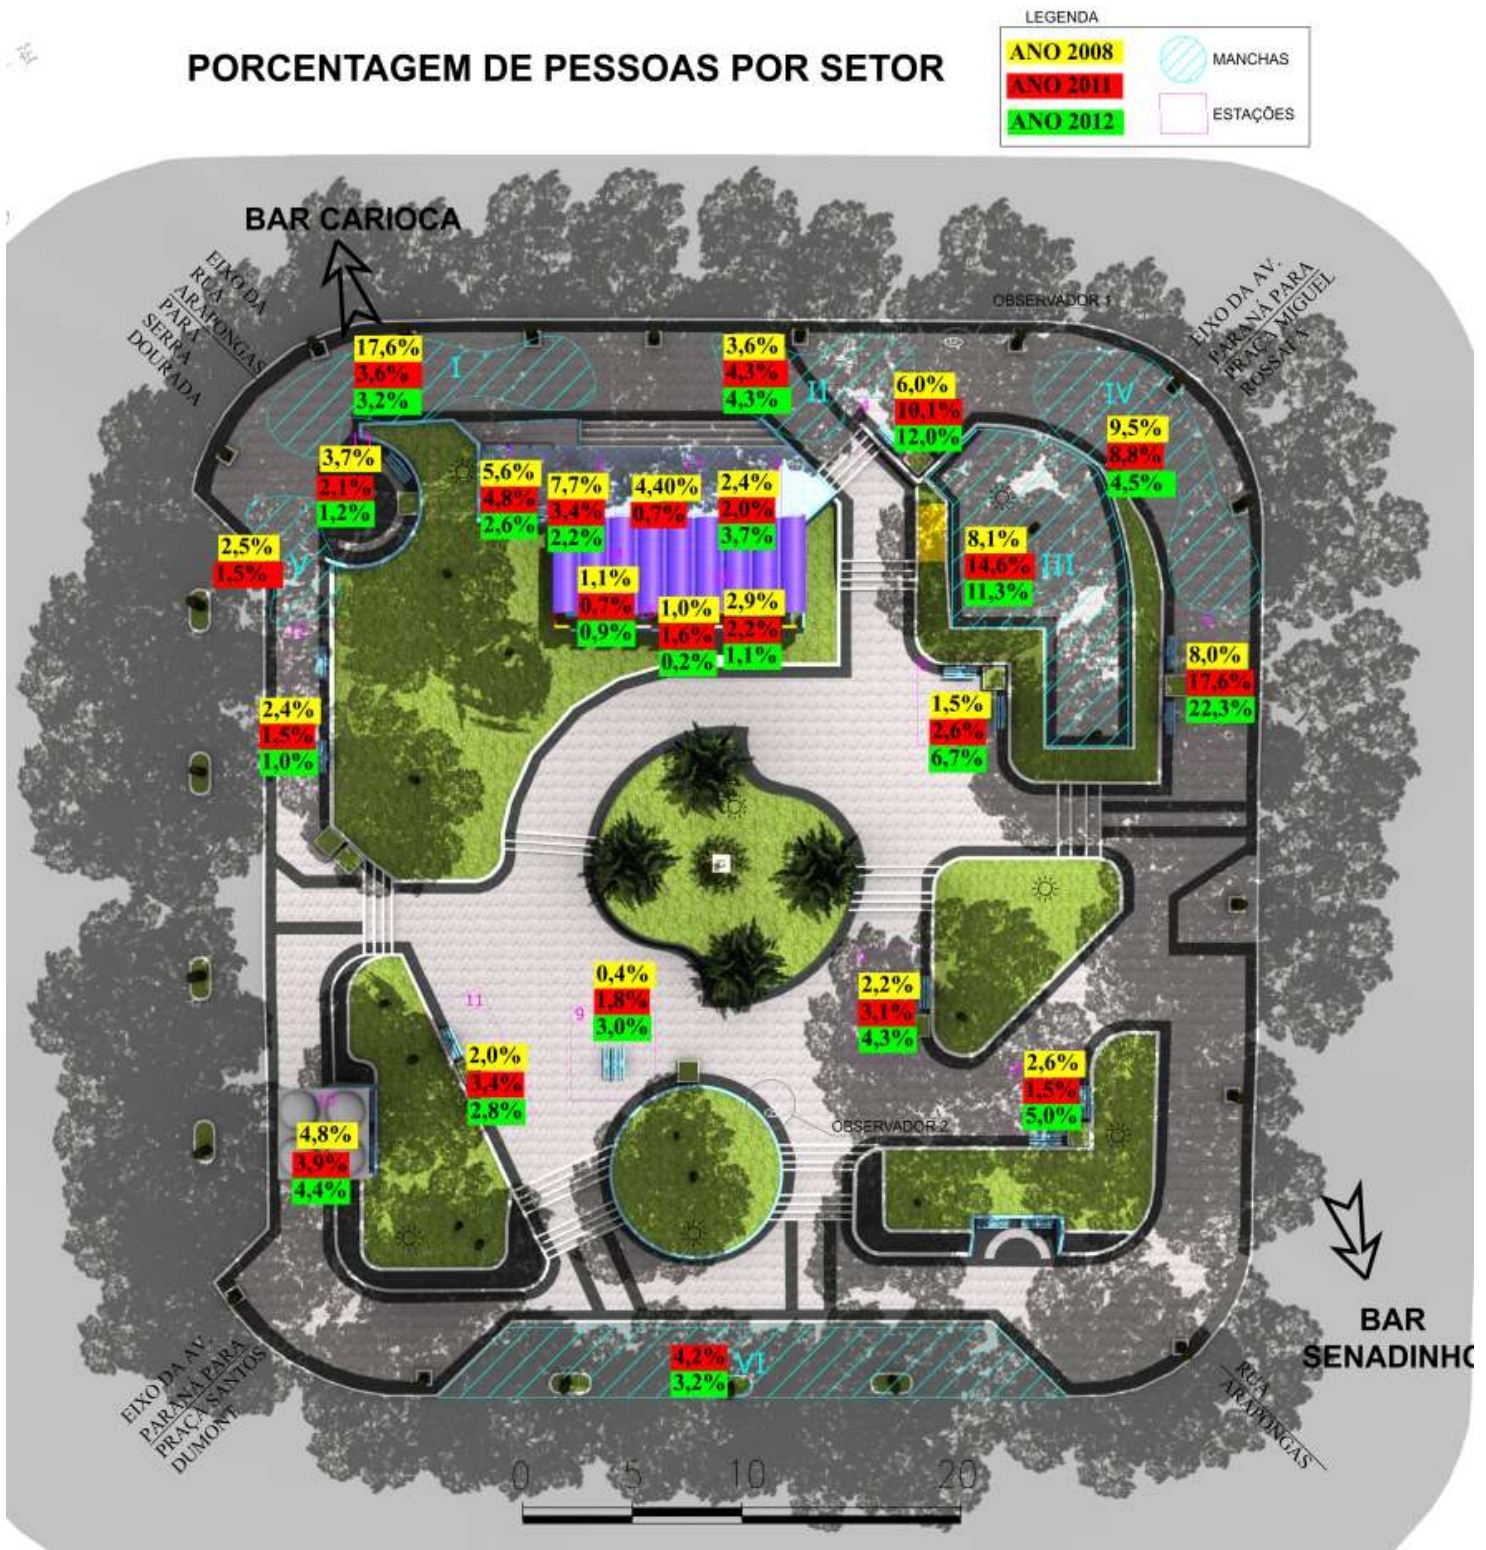 LEGENDA
PORCENTAGEM DE PESSOAS POR SETOR
ANO 2008
ANO 2011
ANO 2012
MANCHAS
ESTAÇÕES
BAR CARIOCA
EIXO DA
RUA
ARAPONGAS
PARA
SERRA
DOURADA
OBSERVADOR 1
EIXO DA AV.
PARANÁ PARA
PRAÇA MIGUEL
ROSSAFA
17,6%
3,6%
3,2%
I
3,6%
4,3%
4,3%
II
6,0%
10,1%
12,0%
IV
9,5%
8,8%
4,5%
3,7%
2,1%
1,2%
5,6%
4,8%
2,6%
7,7%
3,4%
2,2%
4,40%
0,7%
2,4%
2,0%
3,7%
2,5%
1,5%
V
8,1%
14,6%
11,3%
III
1,1%
0,7%
0,9%
1,0%
1,6%
0,2%
2,9%
2,2%
1,1%
8,0%
17,6%
22,3%
2,4%
1,5%
1,0%
1,5%
2,6%
6,7%
0,4%
1,8%
3,0%
9
11
2,2%
3,1%
4,3%
2,0%
3,4%
2,8%
2,6%
1,5%
5,0%
OBSERVADOR 2
4,8%
3,9%
4,4%
4,2%
3,2%
VI
BAR
SENADINHO
EIXO DA AV.
PARANÁ PARA
PRAÇA SANTOS
DUMONT
RUA
ARAPONGAS
0 5 10 20